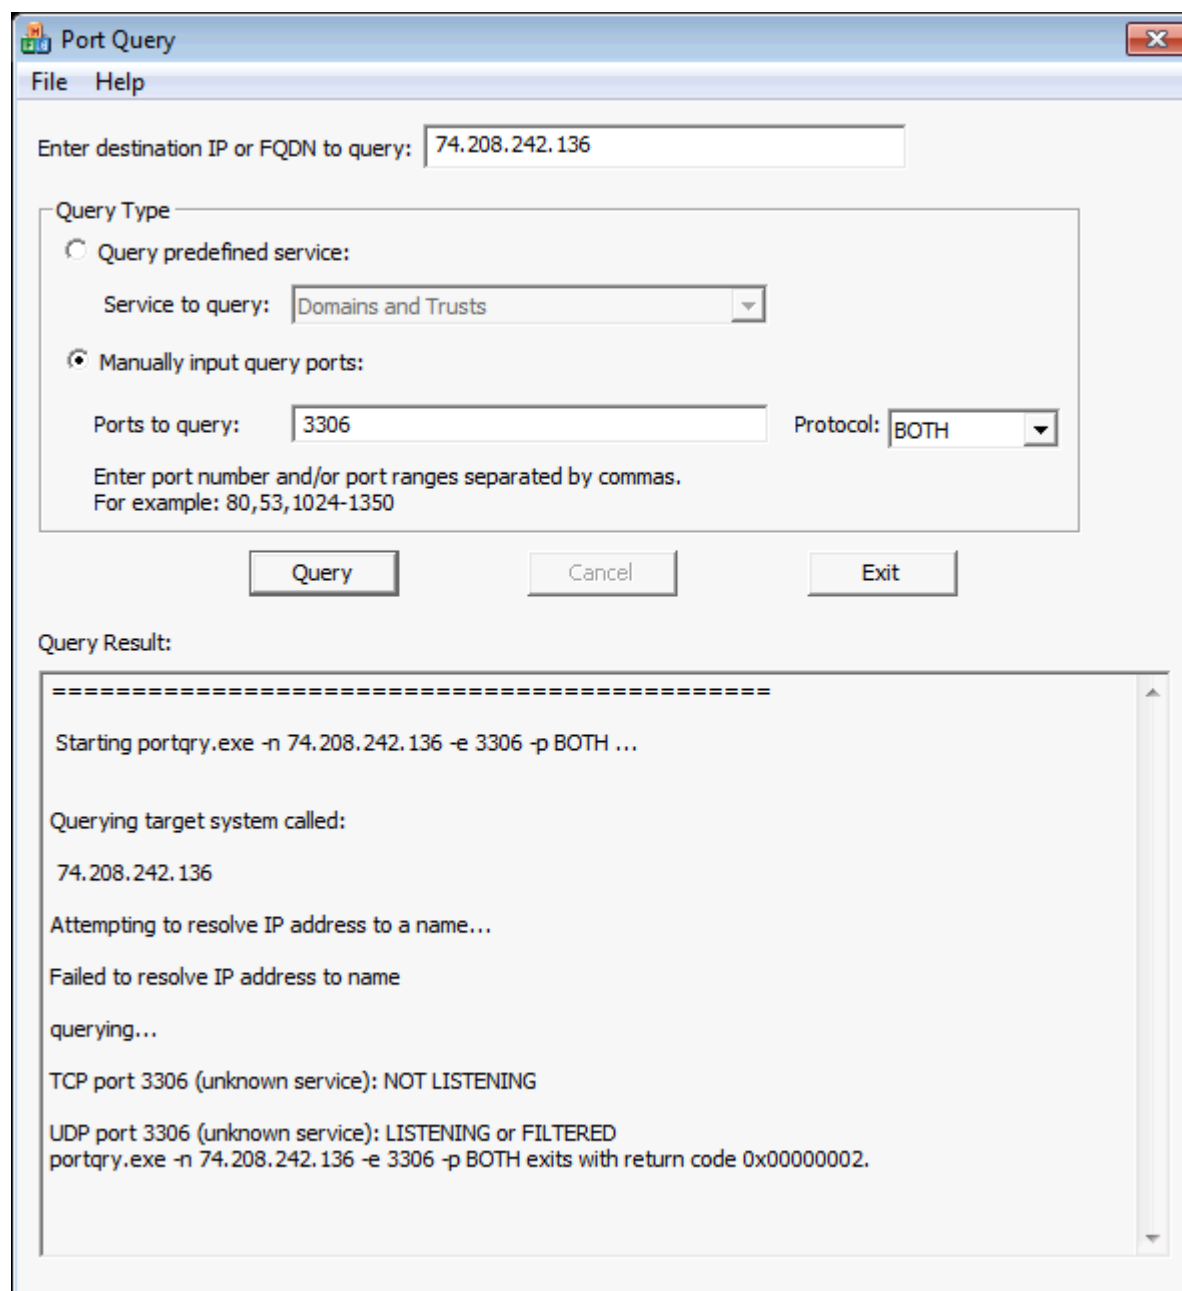 Port Query
File Help
Enter destination IP or FQDN to query: 74.208.242.136
Query Type
Query predefined service:
Service to query: Domains and Trusts
Manually input query ports:
Ports to query: 3306 Protocol: BOTH
Enter port number and/or port ranges separated by commas.
For example: 80,53,1024-1350
Query Cancel Exit
Query Result:
=============================================
Starting portqry.exe -n 74.208.242.136 -e 3306 -p BOTH ...
Querying target system called:
74.208.242.136
Attempting to resolve IP address to a name...
Failed to resolve IP address to name
querying...
TCP port 3306 (unknown service): NOT LISTENING
UDP port 3306 (unknown service): LISTENING or FILTERED
portqry.exe -n 74.208.242.136 -e 3306 -p BOTH exits with return code 0x00000002.